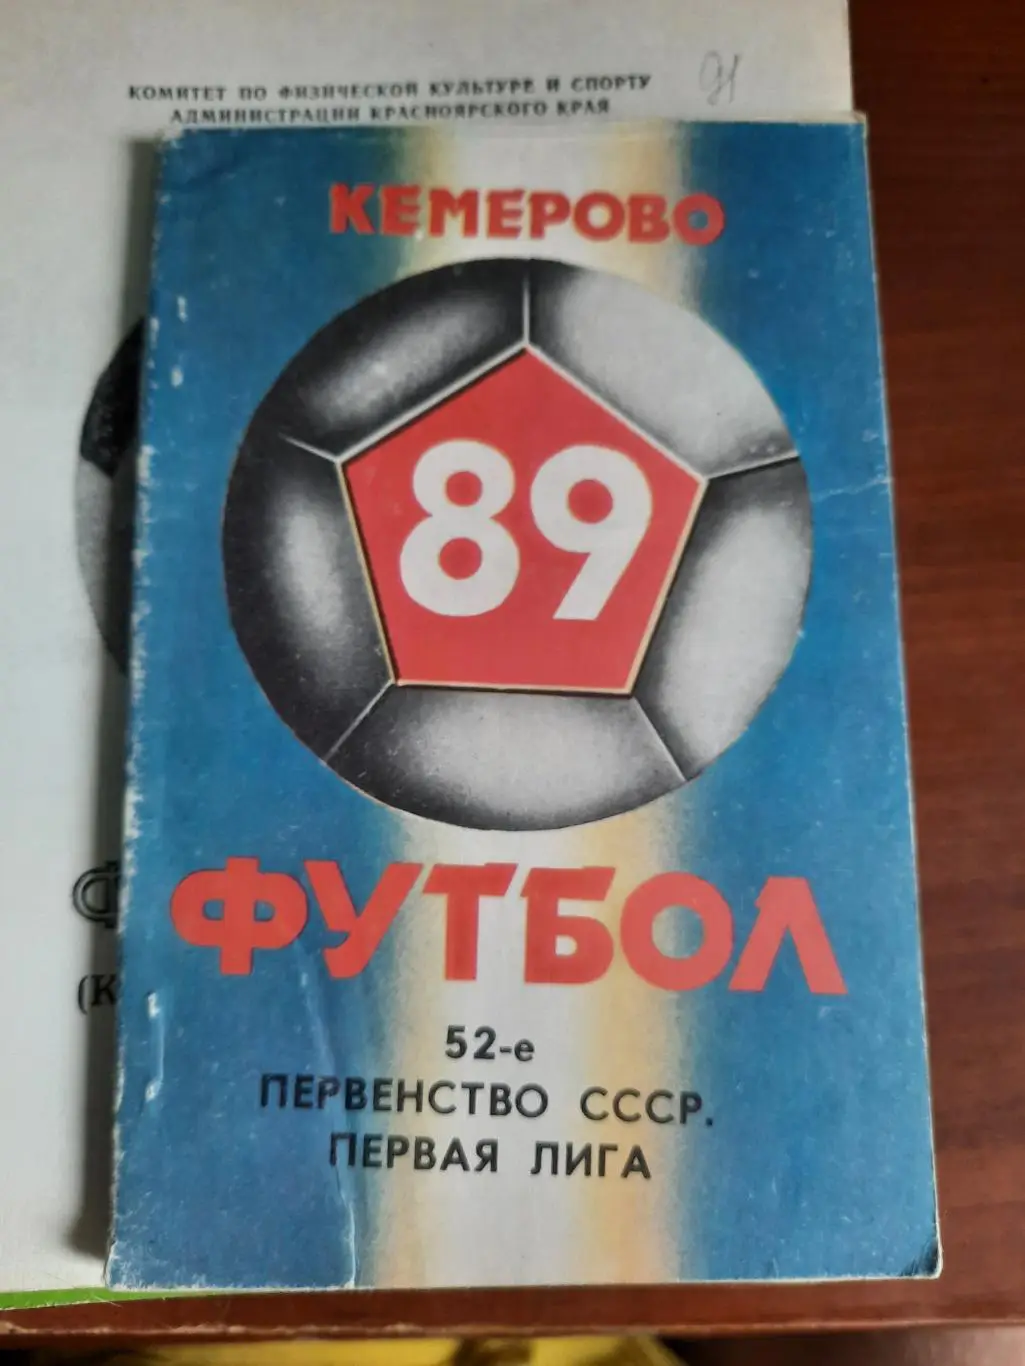 КОМИТЕТ ПО ФИЗИЧЕСКОЙ КУЛЬТУРЕ И СПОРТУ
АДМИНИСТРАЦИИ КРАСНОЯРСКОГО КРАЯ
91
КЕМЕРОВО
89
ФУТБОЛ
52-е
ПЕРВЕНСТВО СССР.
ПЕРВАЯ ЛИГА
Ф
(К